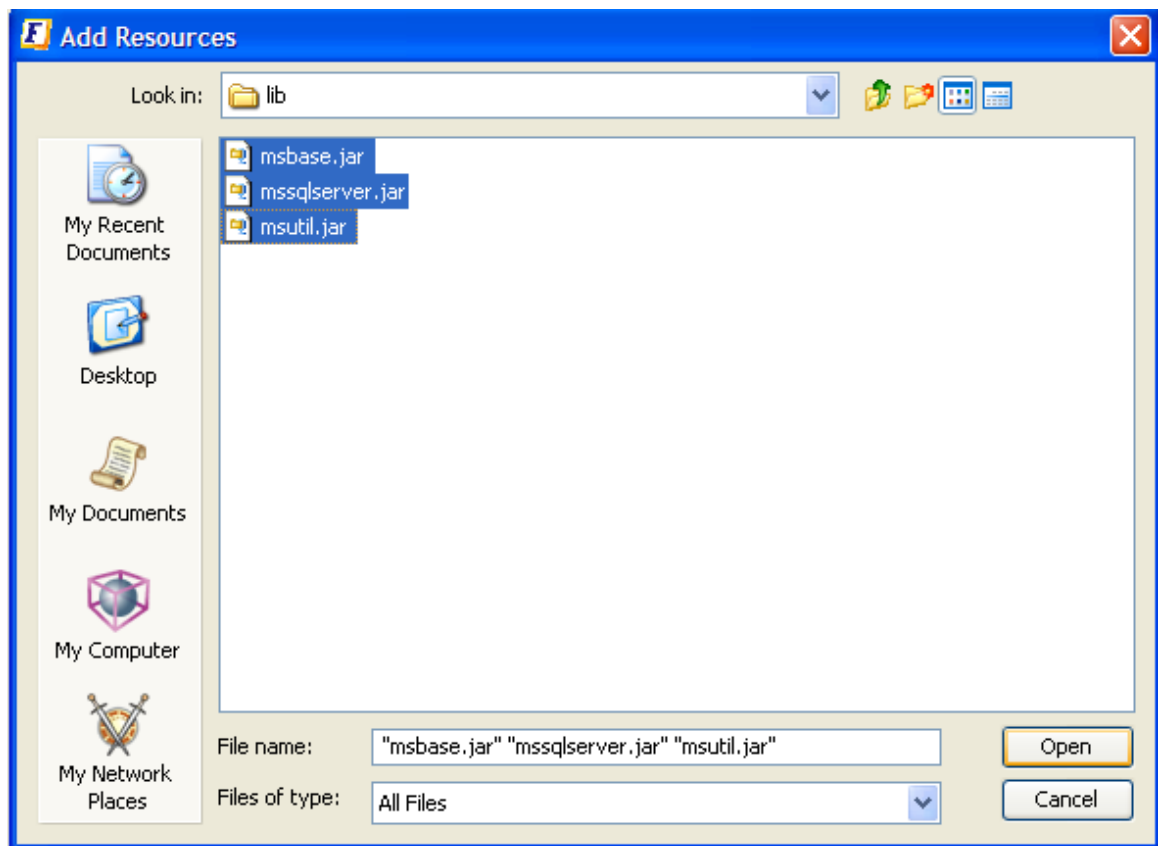 F Add Resources
Look in: lib
msbase.jar
mssqlserver.jar
msutil.jar
My Recent
Documents
Desktop
My Documents
My Computer
My Network
Places
File name: "msbase.jar" "mssqlserver.jar" "msutil.jar"
Open
Files of type: All Files
Cancel